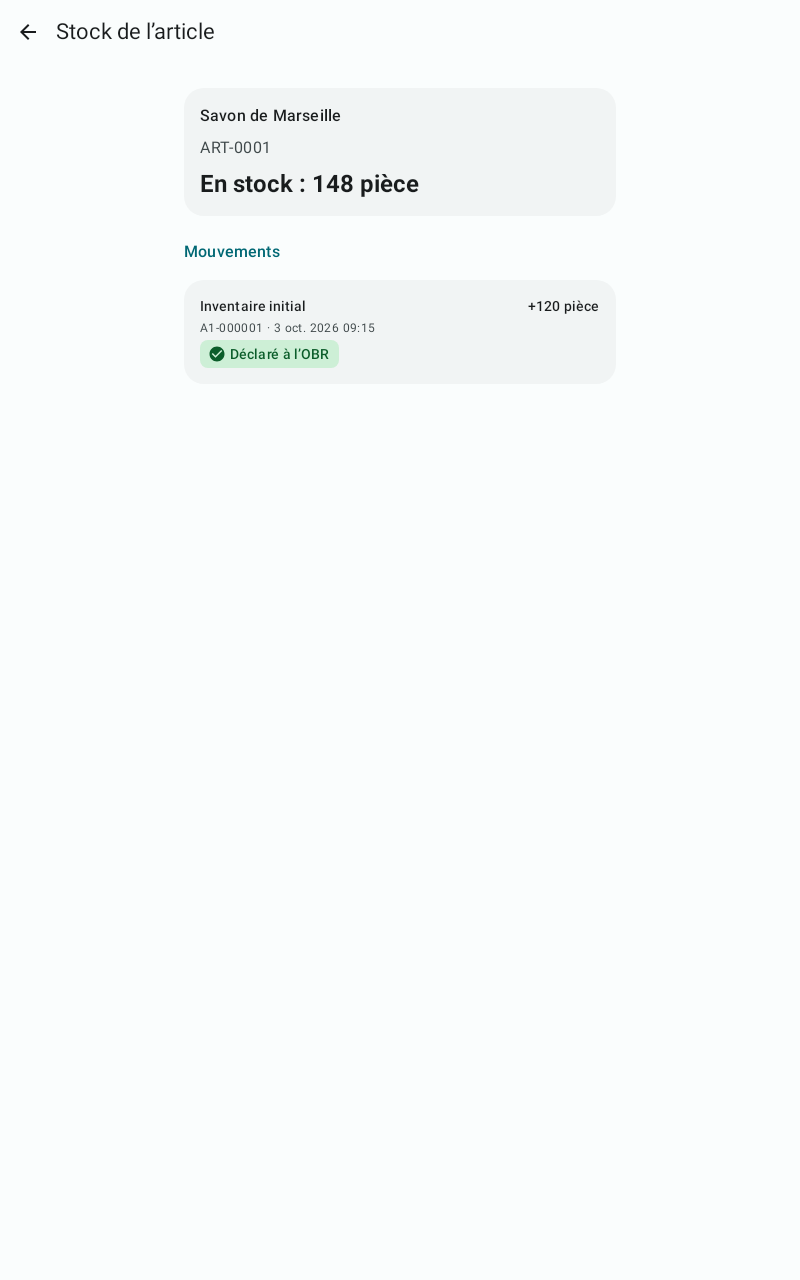 Stock de l’article
Savon de Marseille
ART-0001
En stock : 148 pièce
Mouvements
Inventaire initial +120 pièce
A1-000001 · 3 oct. 2026 09:15
Déclaré à l’OBR